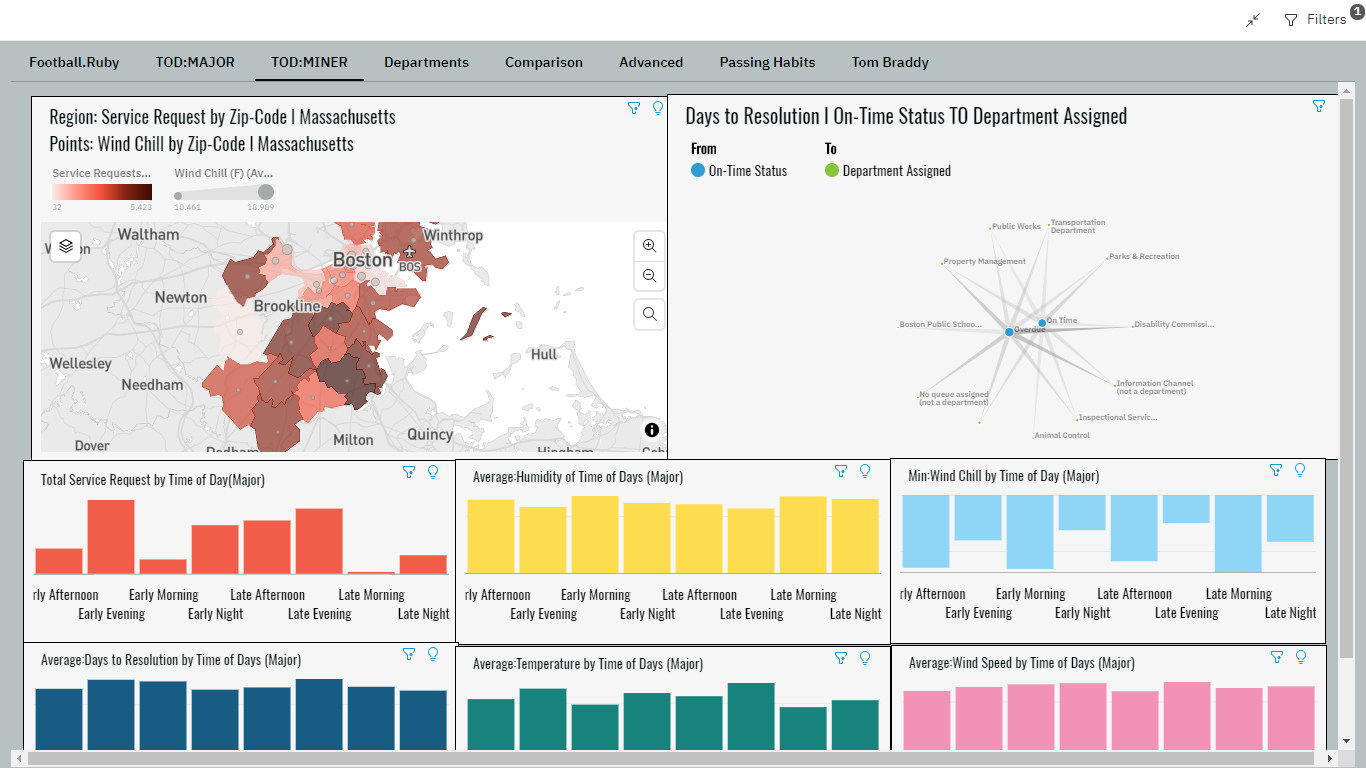 Filters 1
Football.Ruby TOD:MAJOR TOD:MINER Departments Comparison Advanced Passing Habits Tom Braddy
Region: Service Request by Zip-Code I Massachusetts
Points: Wind Chill by Zip-Code I Massachusetts
Service Requests... Wind Chill (F) (Av...
32 5,423 10.461 18.989
Waltham
Winthrop
Boston
BOS
Newton
Brookline
Wellesley
Hull
Needham
Quincy
Milton
Dover
Days to Resolution I On-Time Status TO Department Assigned
From To
On-Time Status Department Assigned
Public Works
Transportation
Department
Property Management
Parks & Recreation
Boston Public Schoo...
On Time
Overdue
Disability Commissi...
Information Channel
(not a department)
No queue assigned
(not a department)
Inspectional Servic...
Animal Control
Total Service Request by Time of Day(Major)
rly Afternoon Early Morning Late Afternoon Late Morning
Early Evening Early Night Late Evening Late Night
Average:Humidity of Time of Days (Major)
rly Afternoon Early Morning Late Afternoon Late Morning
Early Evening Early Night Late Evening Late Night
Min:Wind Chill by Time of Day (Major)
rly Afternoon Early Morning Late Afternoon Late Morning
Early Evening Early Night Late Evening Late Night
Average:Days to Resolution by Time of Days (Major)
Average:Temperature by Time of Days (Major)
Average:Wind Speed by Time of Days (Major)